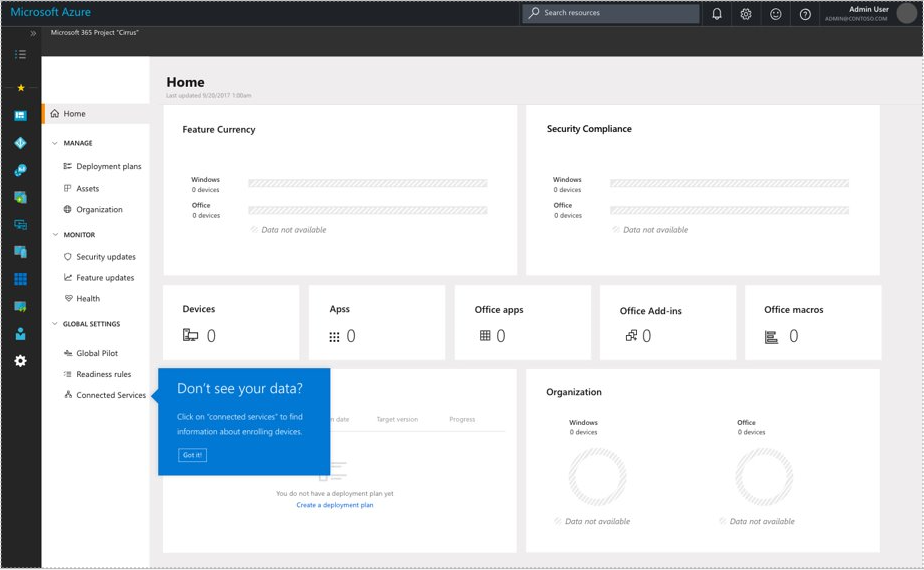 Microsoft Azure
Search resources
Admin User
ADMIN@CONTOSO.COM
Microsoft 365 Project "Cirrus"
Home
Last updated 9/20/2017 1:00am
Home
MANAGE
Deployment plans
Assets
Organization
MONITOR
Security updates
Feature updates
Health
GLOBAL SETTINGS
Global Pilot
Readiness rules
Connected Services
Feature Currency
Windows
0 devices
Office
0 devices
Data not available
Security Compliance
Windows
0 devices
Office
0 devices
Data not available
Devices
0
Apss
0
Office apps
0
Office Add-ins
0
Office macros
0
Don't see your data?
Click on "connected services" to find
information about enrolling devices.
Got it!
date
Target version
Progress
You do not have a deployment plan yet
Create a deployment plan
Organization
Windows
0 devices
Office
0 devices
Data not available
Data not available